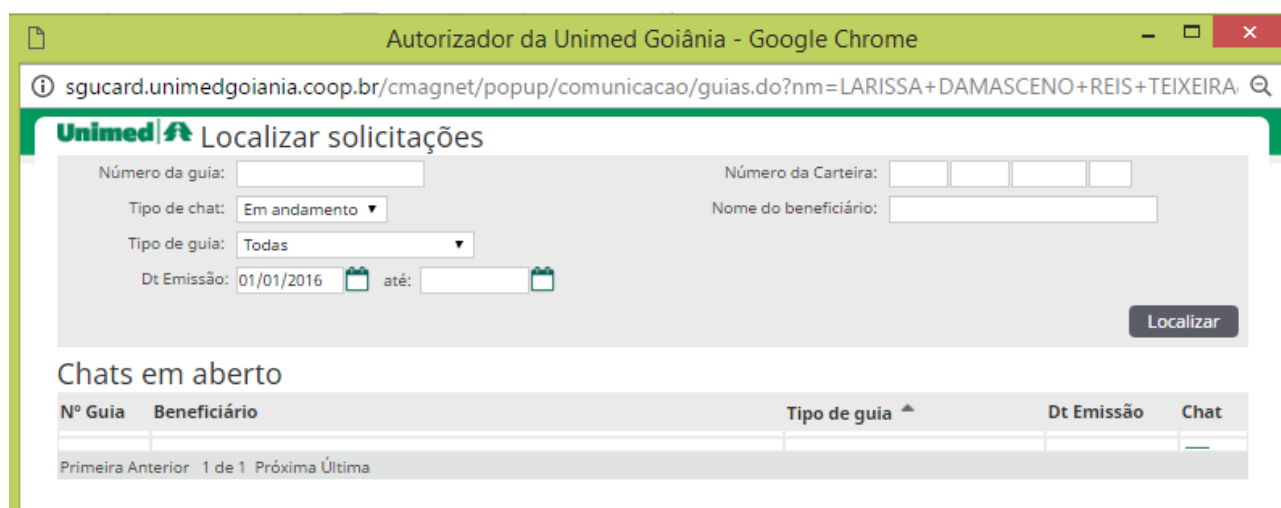 Autorizador da Unimed Goiânia - Google Chrome
sgucard.unimedgoiania.coop.br/cmagnet/popup/comunicacao/guias.do?nm=LARISSA+DAMASCENO+REIS+TEIXEIRA
Unimed Localizar solicitações
Número da guia: Número da Carteira:
Tipo de chat: Em andamento Nome do beneficiário:
Tipo de guia: Todas
Dt Emissão: 01/01/2016 até:
Localizar
Chats em aberto
Nº Guia Beneficiário Tipo de guia Dt Emissão Chat
Primeira Anterior 1 de 1 Próxima Última